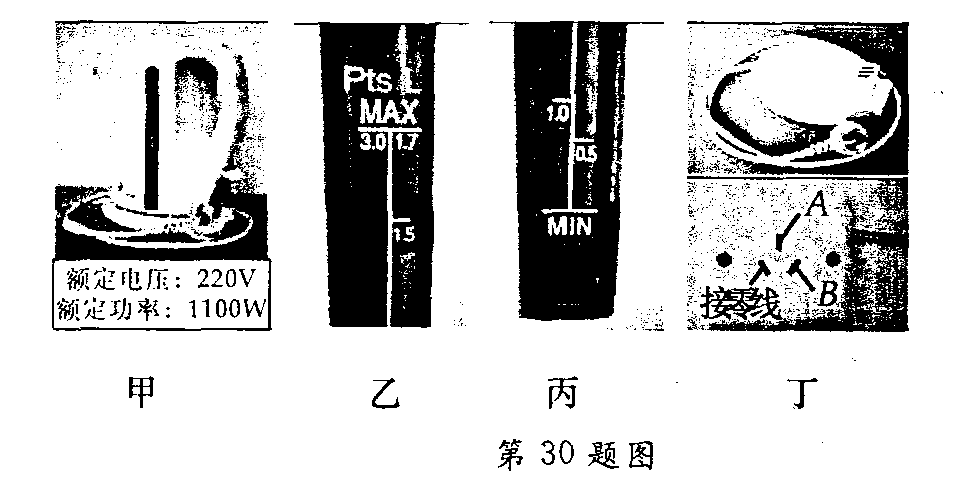 额定电压：220V
额定功率：1100W
甲
Pts L
MAX
3.0 1.7
1.5
乙
1.0
0.5
MIN
丙
A
B
接零线
丁
第 30 题图